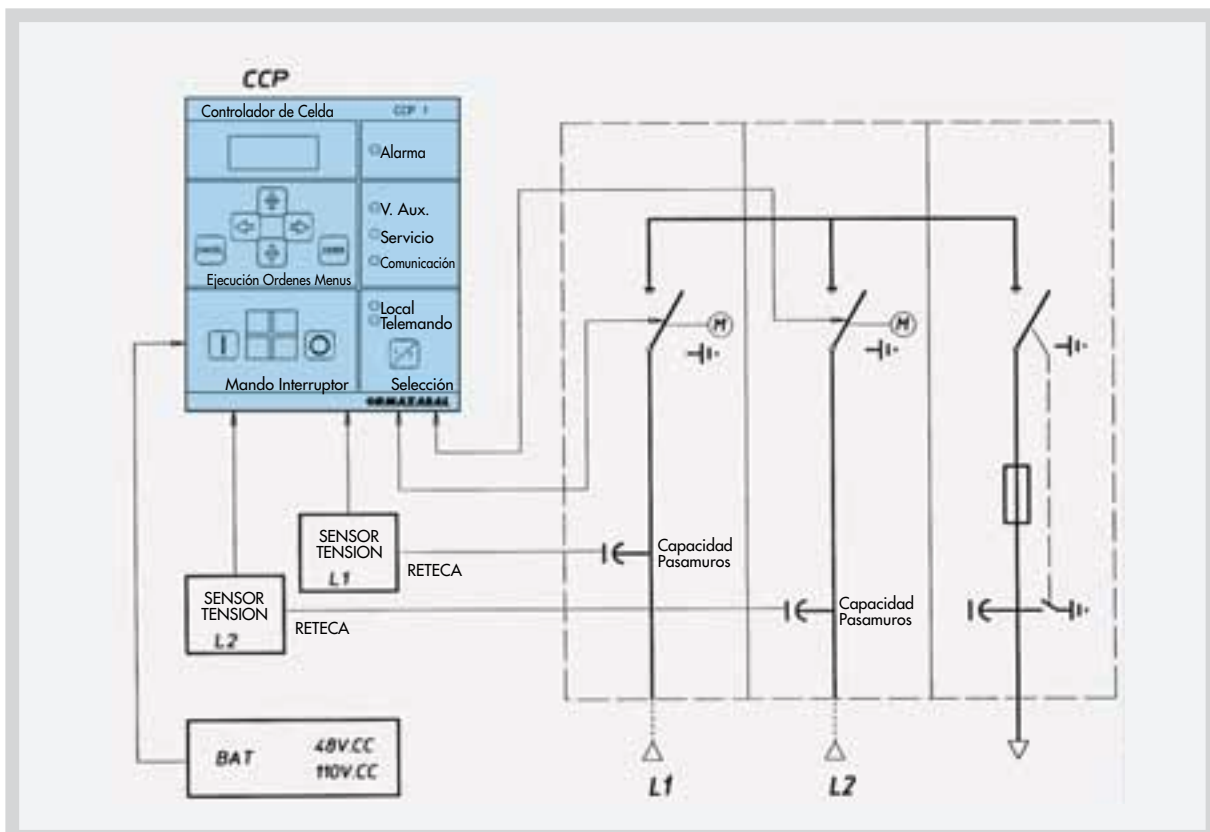 CCP
Controlador de Celda
CCP 1
Alarma
V. Aux.
Servicio
Comunicación
Ejecución Ordenes Menus
Local
Telemando
Mando Interruptor
Selección
ORMAZABAL
M
M
SENSOR
TENSION
L1
RETECA
SENSOR
TENSION
L2
RETECA
Capacidad
Pasamuros
Capacidad
Pasamuros
BAT
48V.CC
110V.CC
L1
L2